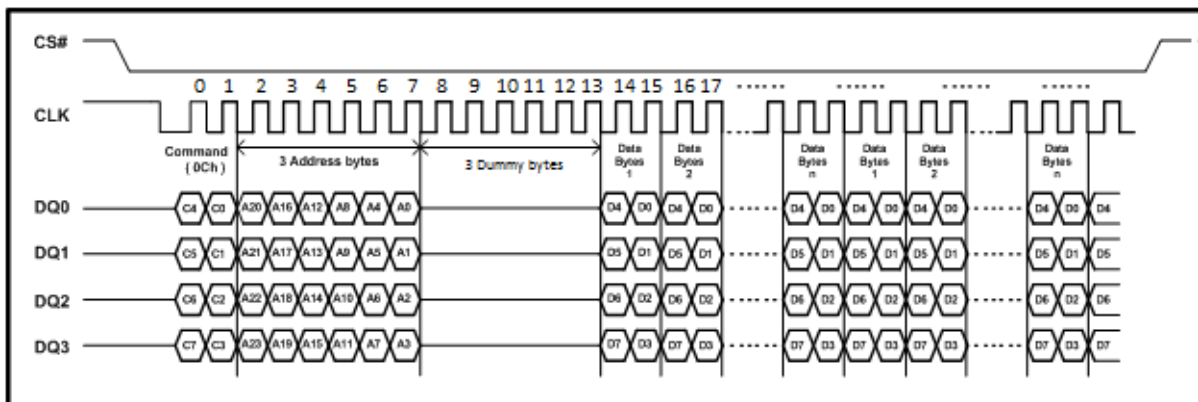 CS#
0 1 2 3 4 5 6 7 8 9 10 11 12 13 14 15 16 17 ...... ...... ...... ......
CLK
Command
( 0Ch )
3 Address bytes
3 Dummy bytes
Data Bytes 1
Data Bytes 2
Data Bytes n
Data Bytes 1
Data Bytes 2
Data Bytes n
DQ0 C4 C0 A20 A16 A12 A8 A4 A0 D4 D0 D4 D0 D4 D0 D4 D0 D4 D0 D4 D0 D4
DQ1 C5 C1 A21 A17 A13 A9 A5 A1 D5 D1 D5 D1 D5 D1 D5 D1 D5 D1 D5 D1 D5
DQ2 C6 C2 A22 A18 A14 A10 A6 A2 D6 D2 D6 D2 D6 D2 D6 D2 D6 D2 D6 D2 D6
DQ3 C7 C3 A23 A19 A15 A11 A7 A3 D7 D3 D7 D3 D7 D3 D7 D3 D7 D3 D7 D3 D7